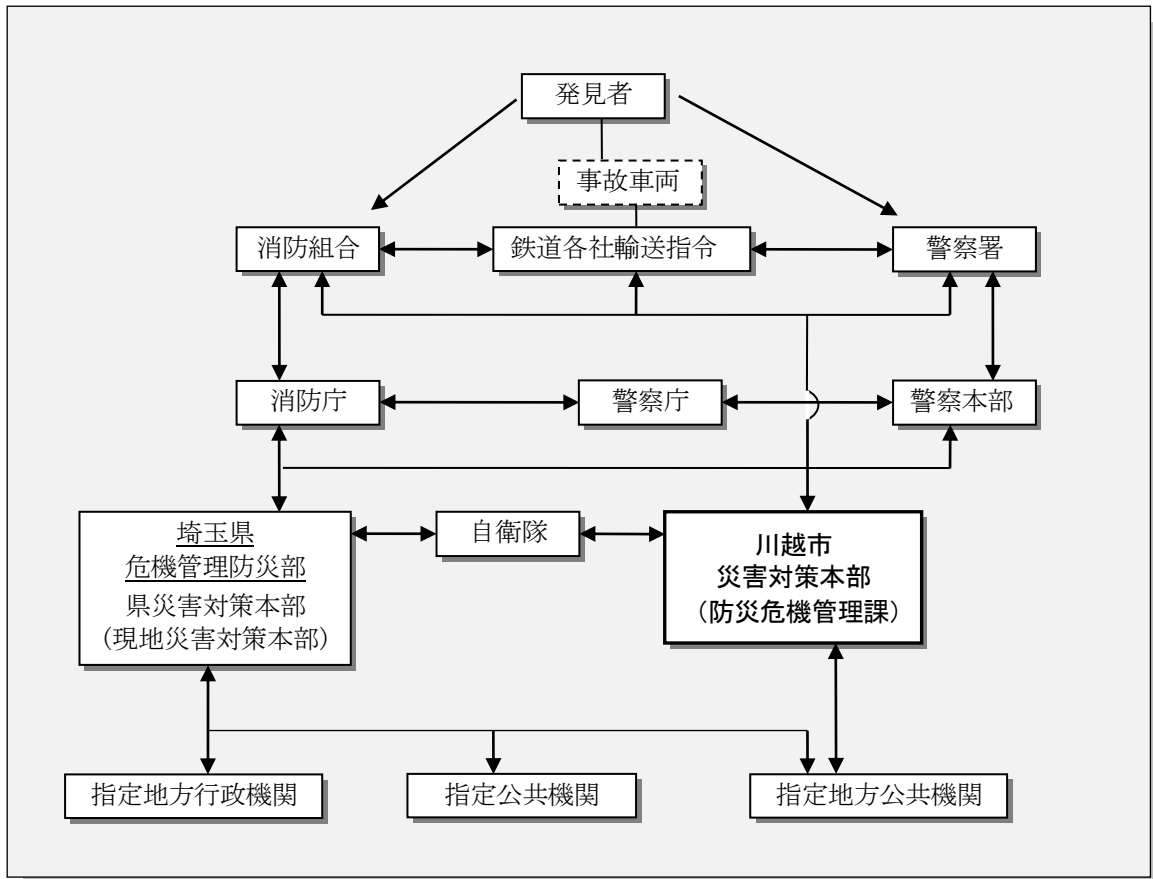 発見者
事故車両
消防組合
鉄道各社輸送指令
警察署
消防庁
警察庁
警察本部
埼玉県
危機管理防災部
県災害対策本部
（現地災害対策本部）
自衛隊
川越市
災害対策本部
（防災危機管理課）
指定地方行政機関
指定公共機関
指定地方公共機関